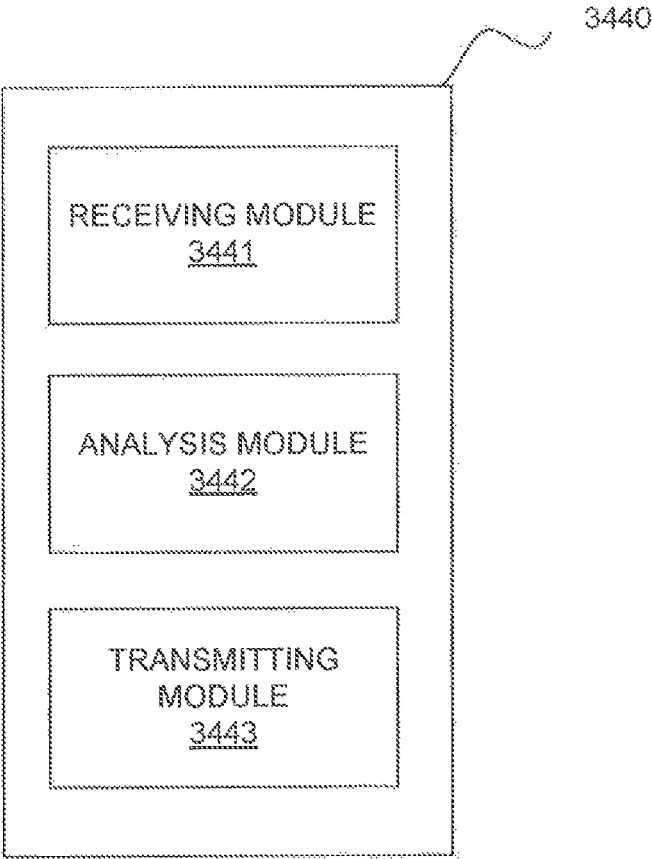 3440
RECEIVING MODULE
3441
ANALYSIS MODULE
3442
TRANSMITTING
MODULE
3443